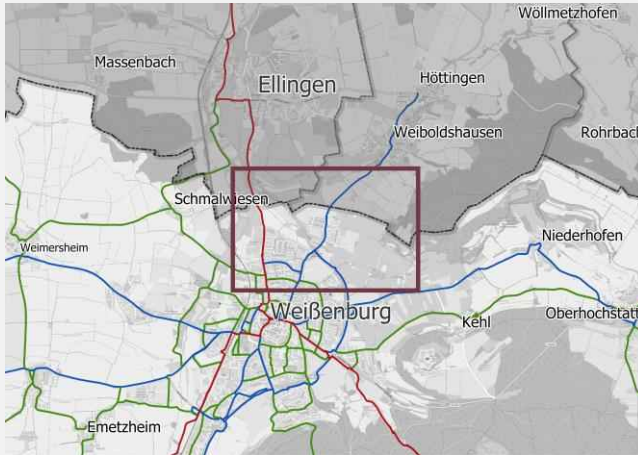 Wöllmetzhofen
Massenbach
Ellingen
Höttingen
Weiboldshausen
Rohrbach
Schmalwiesen
Niederhofen
Weimersheim
Weißenburg
Oberhochstatt
Kehl
Emetzheim